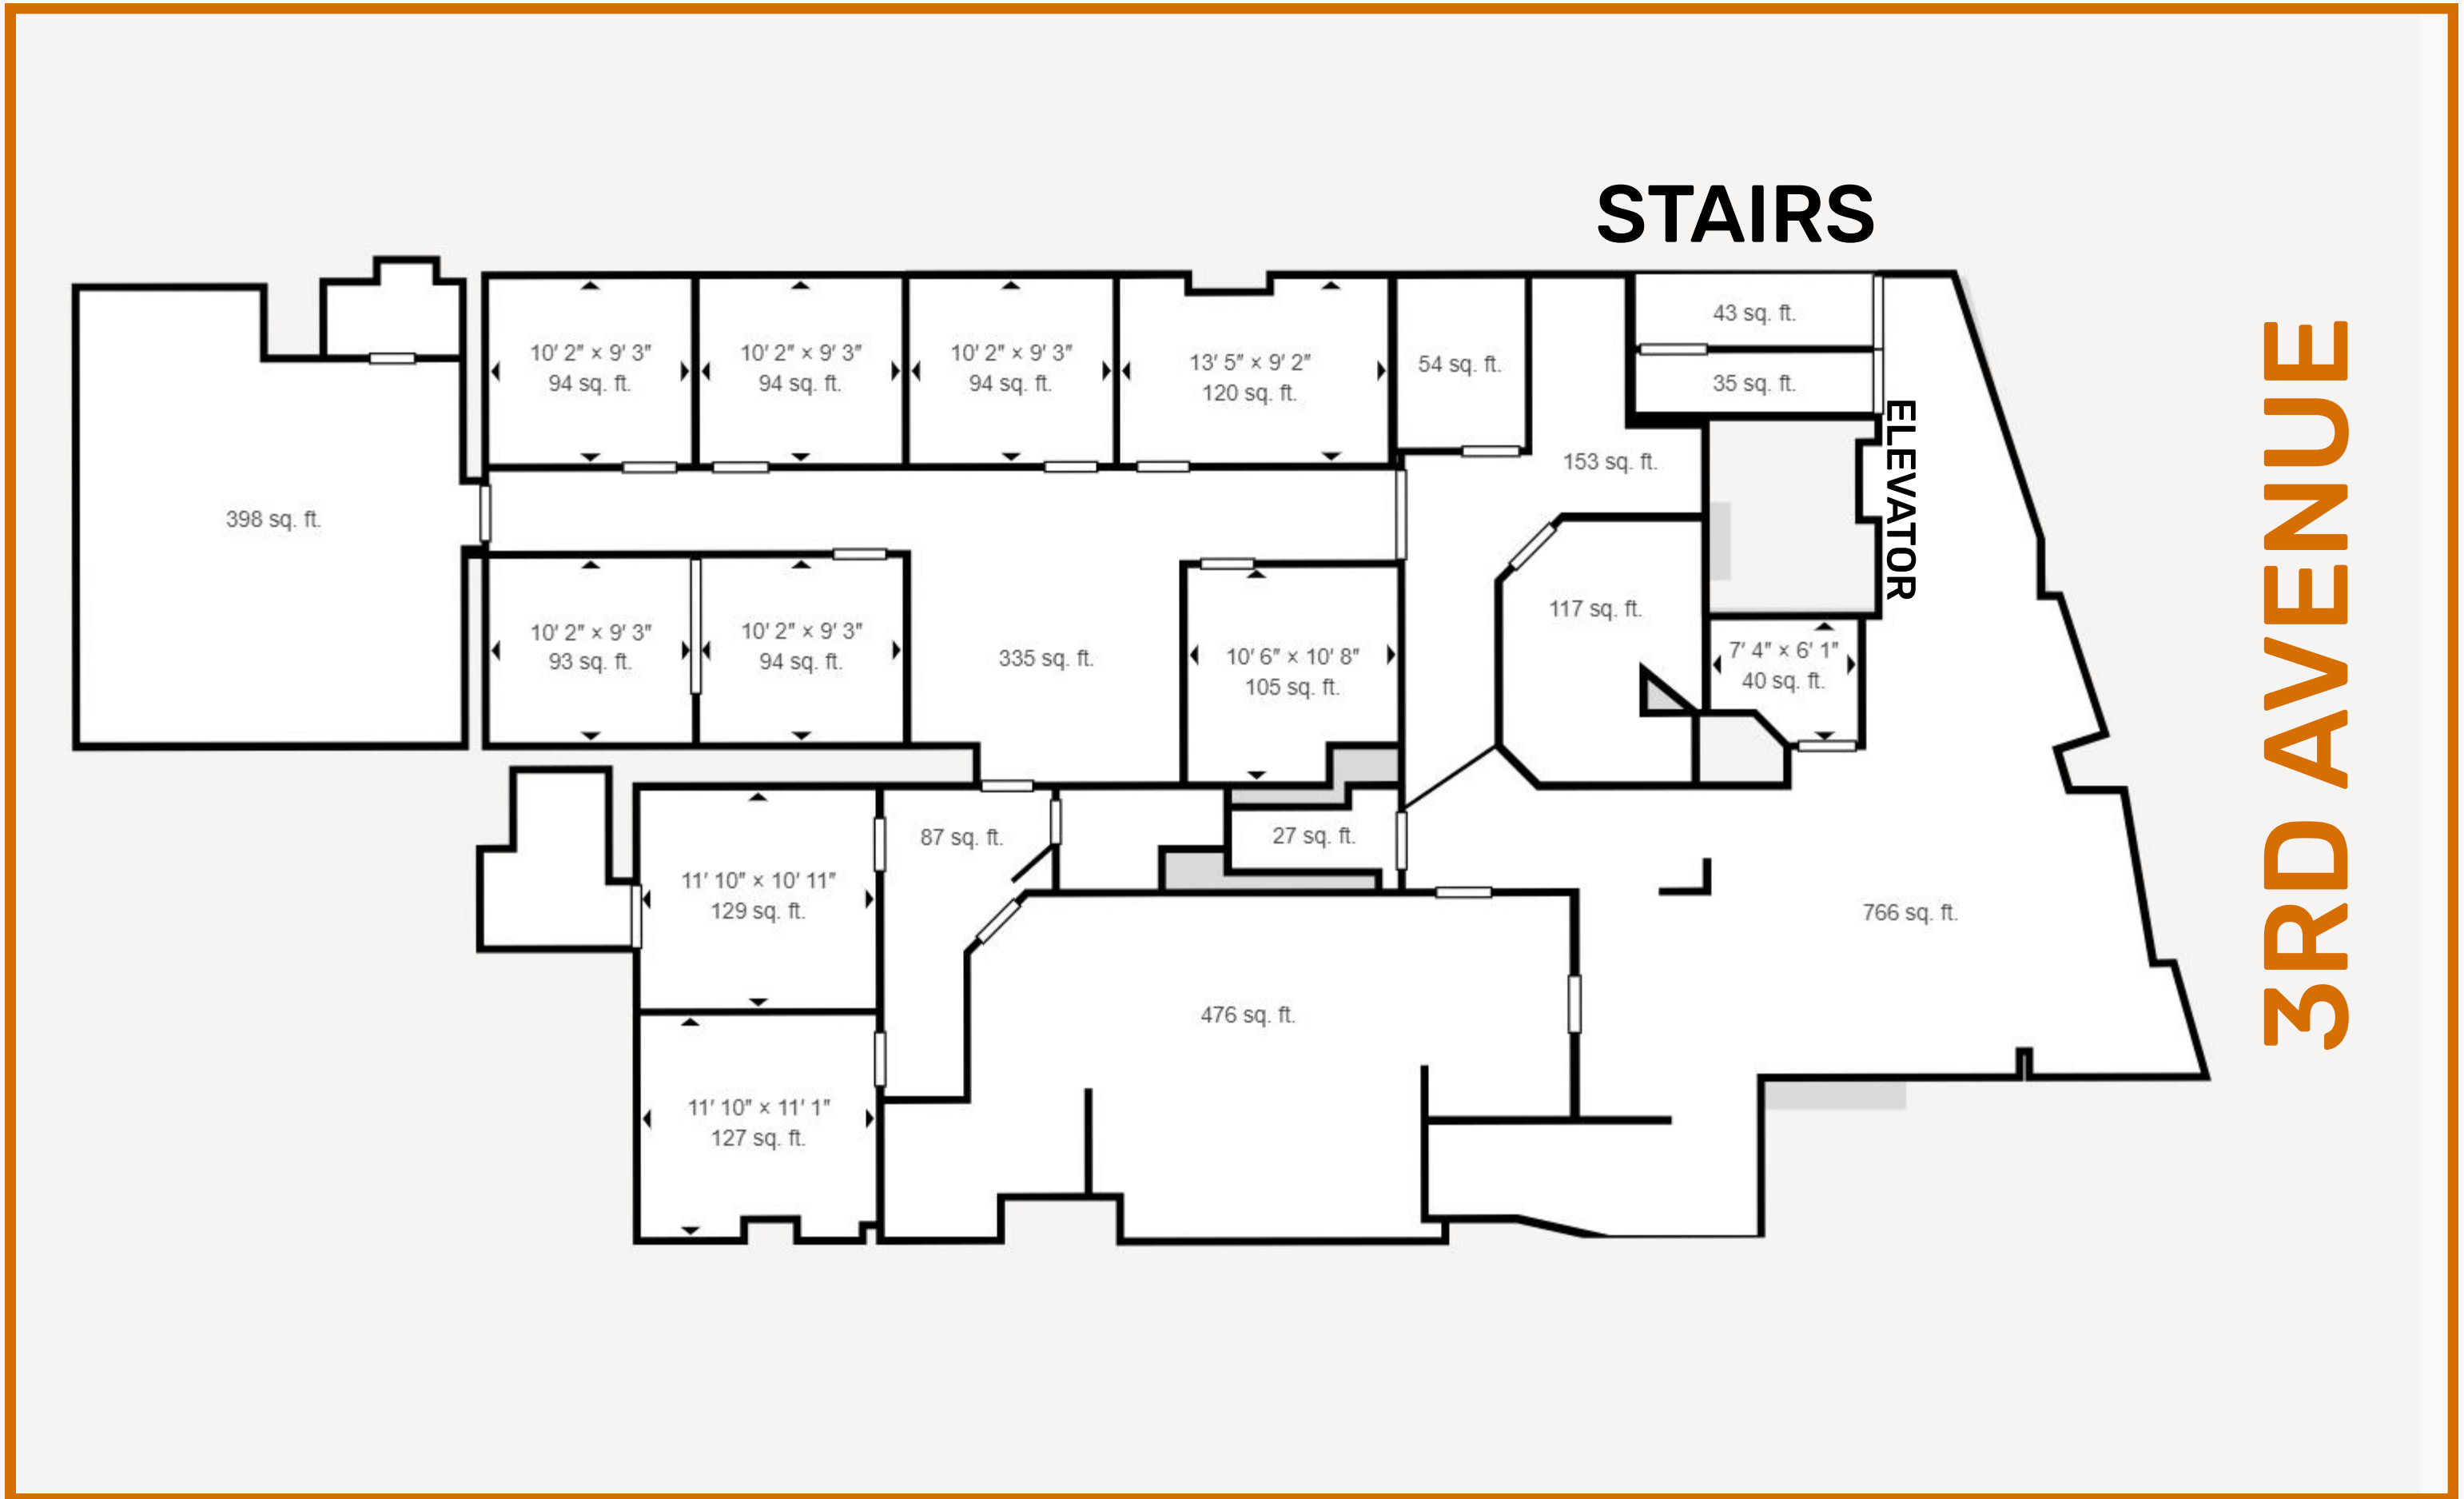 STAIRS
43 sq. ft.
10' 2" × 9' 3"
94 sq. ft.
10' 2" × 9' 3"
94 sq. ft.
10' 2" × 9' 3"
94 sq. ft.
13' 5" × 9' 2"
120 sq. ft.
54 sq. ft.
35 sq. ft.
ELEVATOR
3RD AVENUE
153 sq. ft.
398 sq. ft.
117 sq. ft.
10' 2" × 9' 3"
93 sq. ft.
10' 2" × 9' 3"
94 sq. ft.
335 sq. ft.
10' 6" × 10' 8"
105 sq. ft.
7' 4" × 6' 1"
40 sq. ft.
87 sq. ft.
27 sq. ft.
11' 10" × 10' 11"
129 sq. ft.
766 sq. ft.
476 sq. ft.
11' 10" × 11' 1"
127 sq. ft.